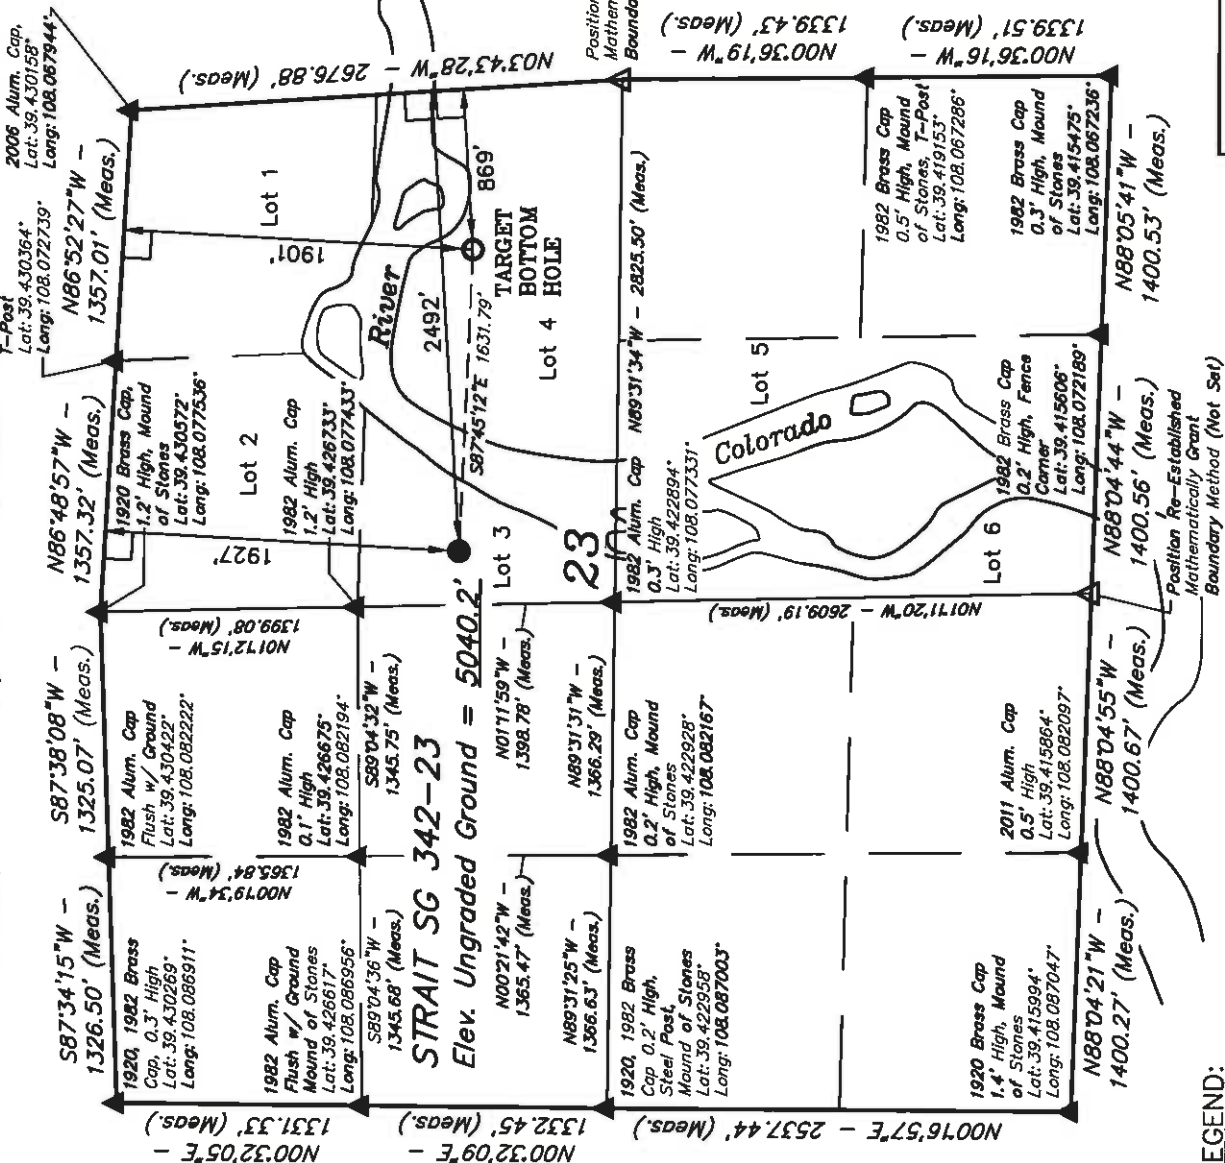 2006 Alum. Cap,
Lat: 39.430158°
Long: 108.067944°
T-Post
Lat: 39.430364°
Long: 108.072739°
N86°52'27"W -
1357.01' (Meas.)
N86°48'57"W -
1357.32' (Meas.)
S87°38'08"W -
1325.07' (Meas.)
S87°34'15"W -
1326.50' (Meas.)
N03°43'28"W - 2676.88' (Meas.)
Position
Mathem
Bounda
N00°36'19"W -
1339.43' (Meas.)
N00°36'16"W -
1339.51' (Meas.)
1920 Brass Cap,
1.2' High, Mound
of Stones
Lat: 39.430572°
Long: 108.077536°
Lot 1
1901'
Lot 2
1927'
1982 Alum. Cap
1.2' High
Lat: 39.426733°
Long: 108.077433°
River
2492'
869'
TARGET
BOTTOM
HOLE
S87°45'12"E 1631.79'
Lot 4
Lot 3
23
N01°12'15"W -
1399.08' (Meas.)
1982 Alum. Cap
Flush w/ Ground
Lat: 39.430422°
Long: 108.082222°
1982 Alum. Cap
0.1' High
Lat: 39.426675°
Long: 108.082194°
S89°04'32"W -
1345.75' (Meas.)
N00°19'34"W -
1365.84' (Meas.)
1920, 1982 Brass
Cap, 0.3' High
Lat: 39.430269°
Long: 108.086911°
1982 Alum. Cap
Flush w/ Ground
Mound of Stones
Lat: 39.426617°
Long: 108.086956°
S89°04'36"W -
1345.68' (Meas.)
STRAIT SG 342-23
Elev. Ungraded Ground = 5040.2'
N01°11'59"W -
1398.78' (Meas.)
N00°21'42"W -
1365.47' (Meas.)
N89°31'31"W -
1366.29' (Meas.)
N89°31'25"W -
1366.63' (Meas.)
1982 Alum. Cap
0.3' High
Lat: 39.422894°
Long: 108.077331°
N89°31'34"W - 2825.50' (Meas.)
1982 Brass Cap
0.5' High, Mound
of Stones, T-Post
Lat: 39.419153°
Long: 108.067286°
1982 Brass Cap
0.3' High, Mound
of Stones
Lat: 39.415475°
Long: 108.067236°
Lot 5
Colorado
1982 Brass Cap
0.2' High, Fence
Corner
Lat: 39.415606°
Long: 108.072189°
Lot 6
N01°11'20"W - 2609.19' (Meas.)
1982 Alum. Cap
0.2' High, Mound
of Stones
Lat: 39.422928°
Long: 108.082167°
1920, 1982 Brass
Cap 0.2' High,
Steel Post,
Mound of Stones
Lat: 39.422958°
Long: 108.087003°
2011 Alum. Cap
0.5' High
Lat: 39.415864°
Long: 108.082097°
1920 Brass Cap
1.4' High, Mound
of Stones
Lat: 39.415994°
Long: 108.087047°
N00°32'05"E -
1331.33' (Meas.)
N00°32'09"E -
1332.45' (Meas.)
N00°16'57"E - 2537.44' (Meas.)
N88°05'41"W -
1400.53' (Meas.)
N88°04'44"W -
1400.56' (Meas.)
Position Re-Established
Mathematically Grant
Boundary Method (Not Set)
N88°04'55"W -
1400.67' (Meas.)
N88°04'21"W -
1400.27' (Meas.)
EGEND: